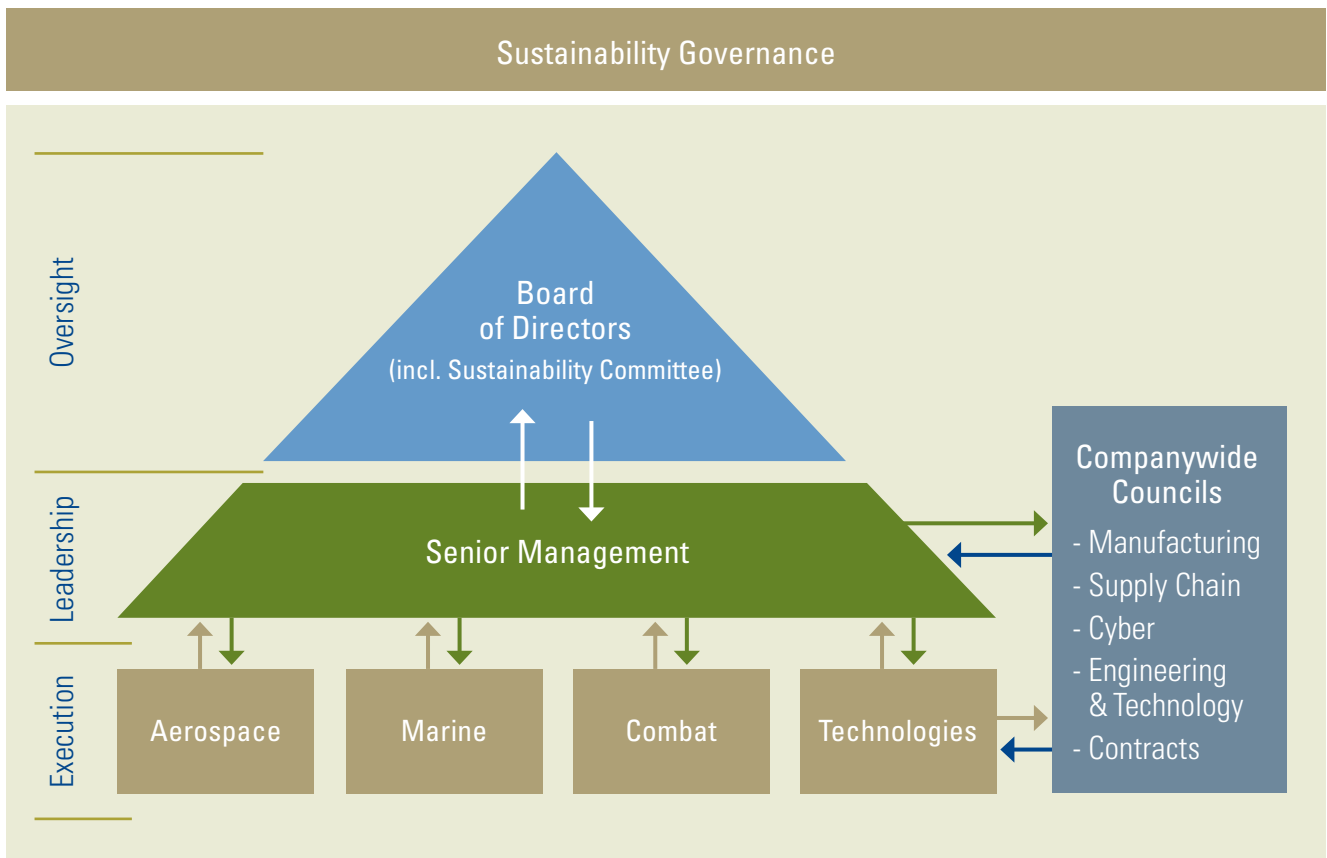 Sustainability Governance
Oversight
Board
of Directors
(incl. Sustainability Committee)
Leadership
Senior Management
Companywide
Councils
- Manufacturing
- Supply Chain
- Cyber
- Engineering
& Technology
- Contracts
Execution
Aerospace
Marine
Combat
Technologies